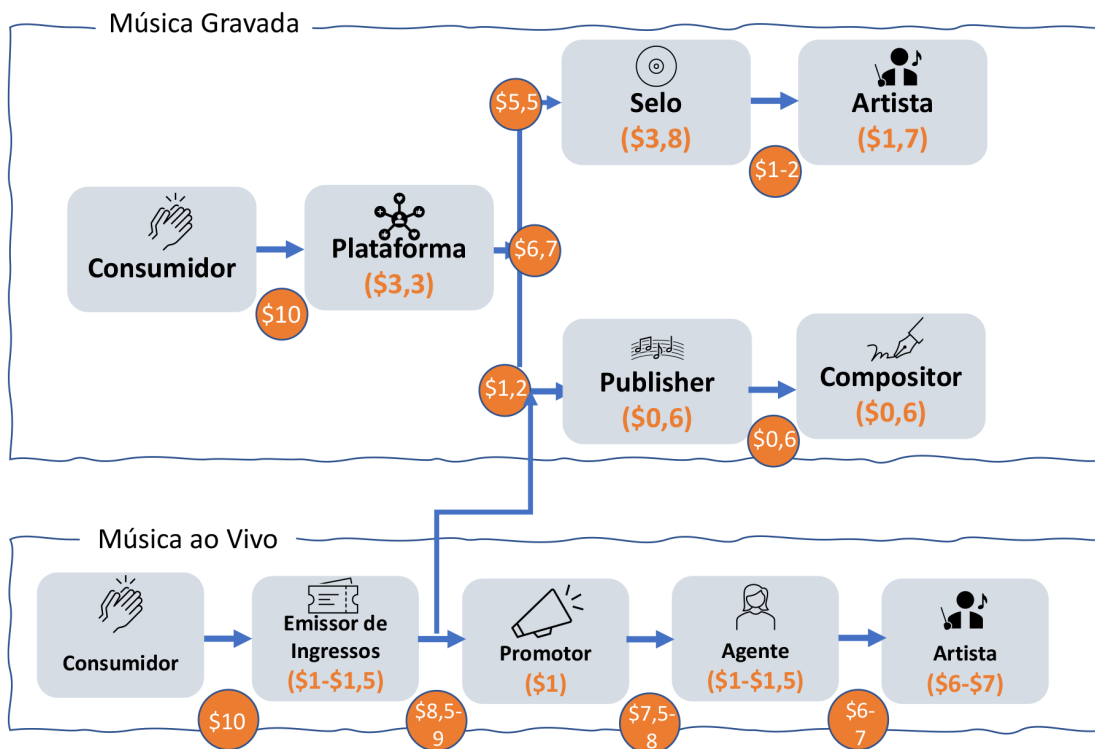 Música Gravada
$5,5
Selo
($3,8)
$1-2
Artista
($1,7)
Consumidor
$10
Plataforma
($3,3)
$6,7
$1,2
Publisher
($0,6)
$0,6
Compositor
($0,6)
Música ao Vivo
Consumidor
$10
Emissor de
Ingressos
($1-$1,5)
$8,5-
9
Promotor
($1)
$7,5-
8
Agente
($1-$1,5)
$6-
7
Artista
($6-$7)